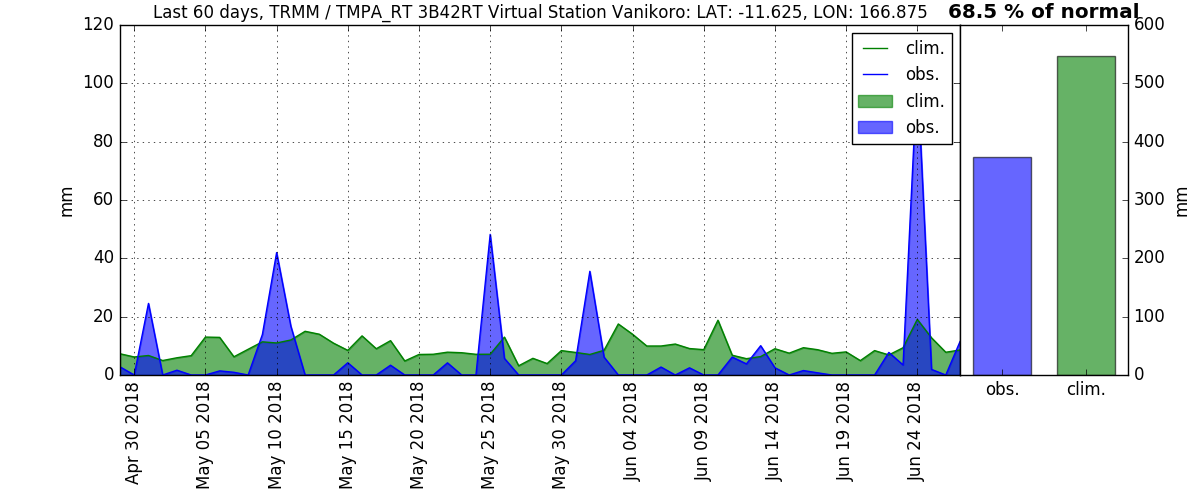 Last 60 days, TRMM / TMPA_RT 3B42RT Virtual Station Vanikoro: LAT: -11.625, LON: 166.875
68.5 % of normal
120
100
80
60
40
20
0
mm
clim.
obs.
clim.
obs.
Apr 30 2018
May 05 2018
May 10 2018
May 15 2018
May 20 2018
May 25 2018
May 30 2018
Jun 04 2018
Jun 09 2018
Jun 14 2018
Jun 19 2018
Jun 24 2018
600
500
400
300
200
100
0
mm
obs.
clim.